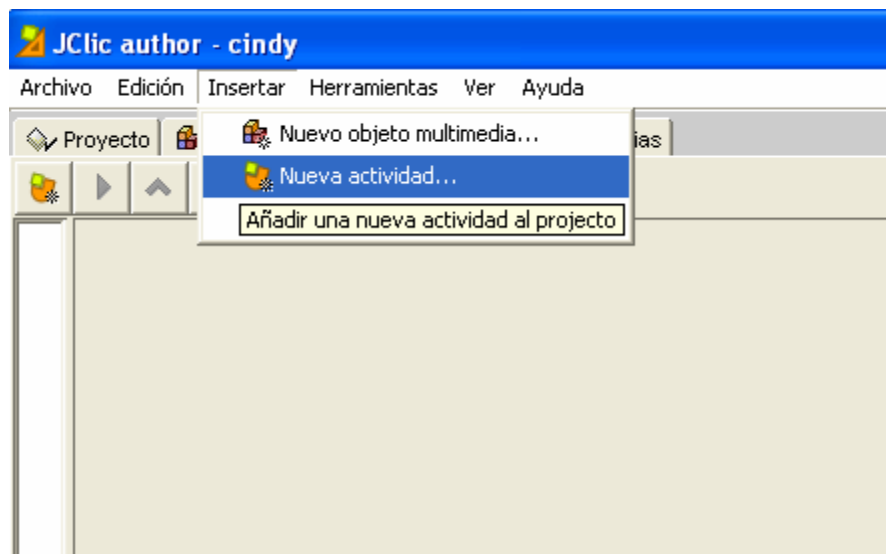 JClic author - cindy
Archivo Edición Insertar Herramientas Ver Ayuda
Proyecto ias
Nuevo objeto multimedia...
Nueva actividad...
Añadir una nueva actividad al projecto